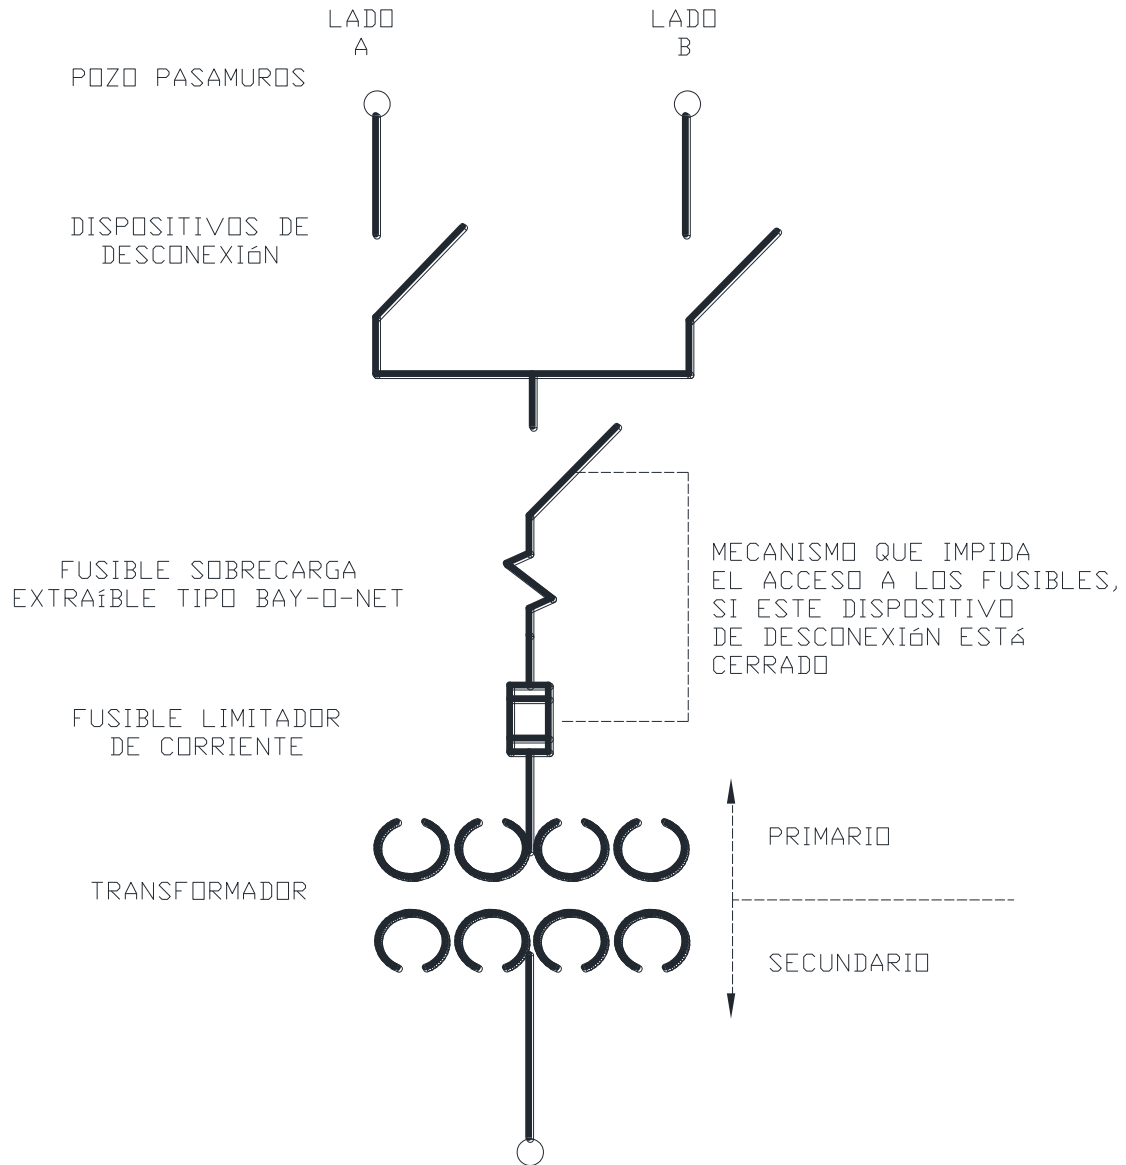 LADO
A
LADO
B
POZO PASAMUROS
DISPOSITIVOS DE
DESCONEXIóN
FUSIBLE SOBRECARGA
EXTRAíBLE TIPO BAY-O-NET
MECANISMO QUE IMPIDA
EL ACCESO A LOS FUSIBLES,
SI ESTE DISPOSITIVO
DE DESCONEXIóN ESTá
CERRADO
FUSIBLE LIMITADOR
DE CORRIENTE
PRIMARIO
TRANSFORMADOR
SECUNDARIO